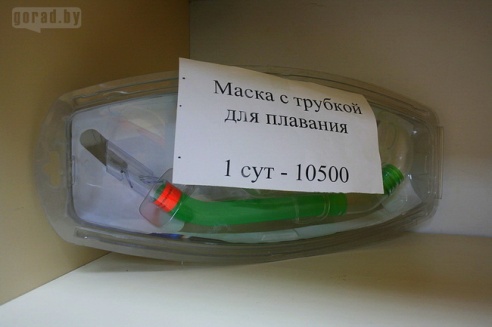 gorad.by
Маска с трубкой
для плавания
1 сут - 10500